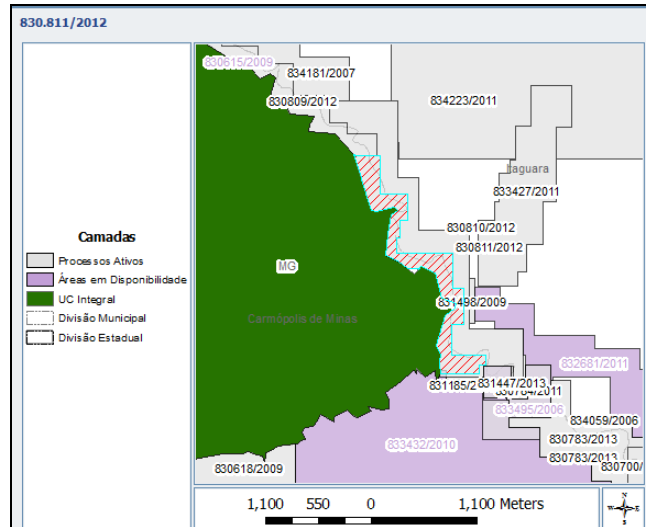 830.811/2012
830615/2009
834181/2007
830809/2012
834223/2011
Itaguara
833427/2011
830810/2012
830811/2012
MG
831498/2009
Carmópolis de Minas
832681/2011
831185/2
831447/2013
830784/2011
833495/2006
834059/2006
830783/2013
833432/2010
830783/2013
830618/2009
830700/
Camadas
Processos Ativos
Áreas em Disponibilidade
UC Integral
Divisão Municipal
Divisão Estadual
1,100 550 0 1,100 Meters
N
W E
S